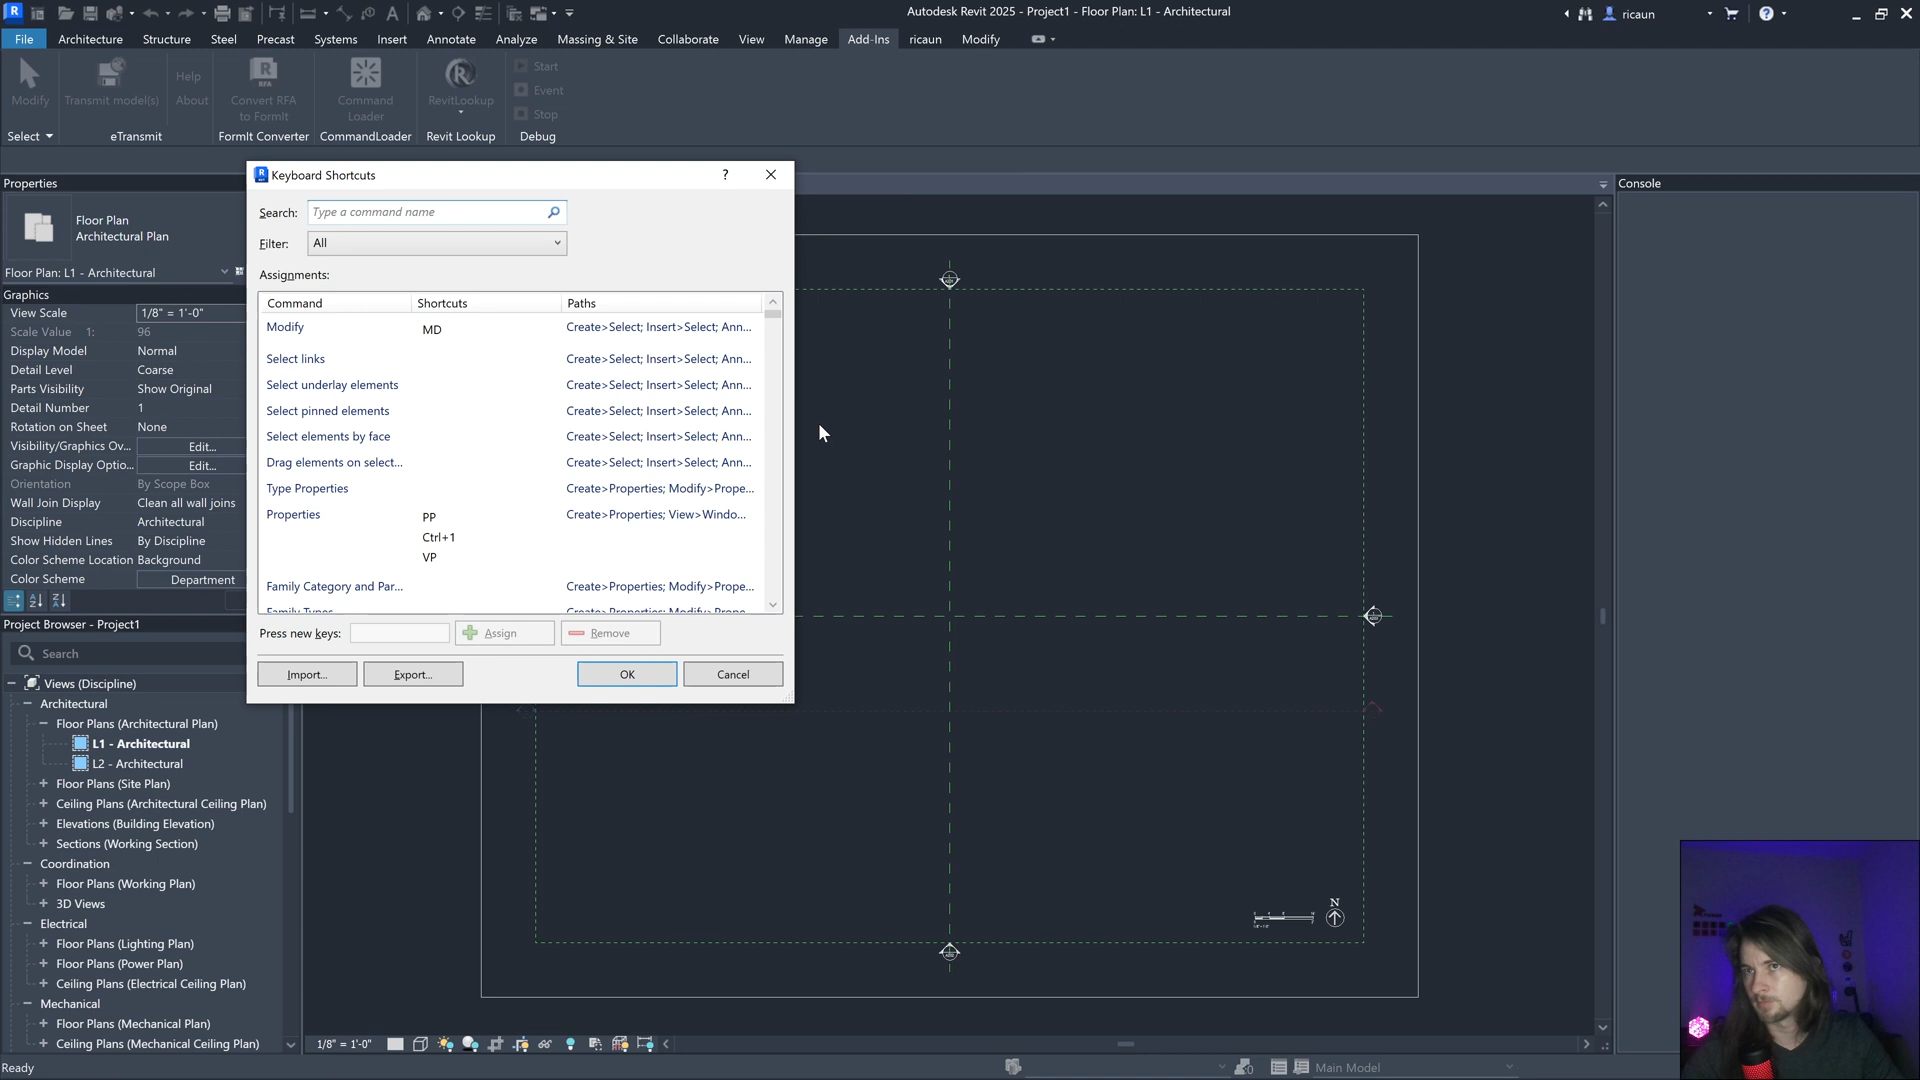 Autodesk Revit 2025 - Project1 - Floor Plan: L1 - Architectural
ricaun
File
Architecture
Structure
Steel
Precast
Systems
Insert
Annotate
Analyze
Massing & Site
Collaborate
View
Manage
Add-Ins
ricaun
Modify
Modify
Transmit model(s)
Help
About
Convert RFA
to FormIt
Command
Loader
RevitLookup
Start
Event
Stop
Select
eTransmit
FormIt Converter
CommandLoader
Revit Lookup
Debug
Properties
Floor Plan
Architectural Plan
Floor Plan: L1 - Architectural
Graphics
View Scale 1/8" = 1'-0"
Scale Value 1: 96
Display Model Normal
Detail Level Coarse
Parts Visibility Show Original
Detail Number 1
Rotation on Sheet None
Visibility/Graphics Ov... Edit...
Graphic Display Optio... Edit...
Orientation By Scope Box
Wall Join Display Clean all wall joins
Discipline Architectural
Show Hidden Lines By Discipline
Color Scheme Location Background
Color Scheme Department
Project Browser - Project1
Search
Views (Discipline)
Architectural
Floor Plans (Architectural Plan)
L1 - Architectural
L2 - Architectural
Floor Plans (Site Plan)
Ceiling Plans (Architectural Ceiling Plan)
Elevations (Building Elevation)
Sections (Working Section)
Coordination
Floor Plans (Working Plan)
3D Views
Electrical
Floor Plans (Lighting Plan)
Floor Plans (Power Plan)
Ceiling Plans (Electrical Ceiling Plan)
Mechanical
Floor Plans (Mechanical Plan)
Ceiling Plans (Mechanical Ceiling Plan)
Ready
Keyboard Shortcuts
Search: Type a command name
Filter: All
Assignments:
Command Shortcuts Paths
Modify MD Create>Select; Insert>Select; Ann...
Select links Create>Select; Insert>Select; Ann...
Select underlay elements Create>Select; Insert>Select; Ann...
Select pinned elements Create>Select; Insert>Select; Ann...
Select elements by face Create>Select; Insert>Select; Ann...
Drag elements on select... Create>Select; Insert>Select; Ann...
Type Properties Create>Properties; Modify>Prope...
Properties PP Create>Properties; View>Windo...
Ctrl+1
VP
Family Category and Par... Create>Properties; Modify>Prope...
Family Types Create>Properties; Modify>Prope
Press new keys: Assign Remove
Import... Export... OK Cancel
Console
N
1/8" = 1'-0"
:0
Main Model